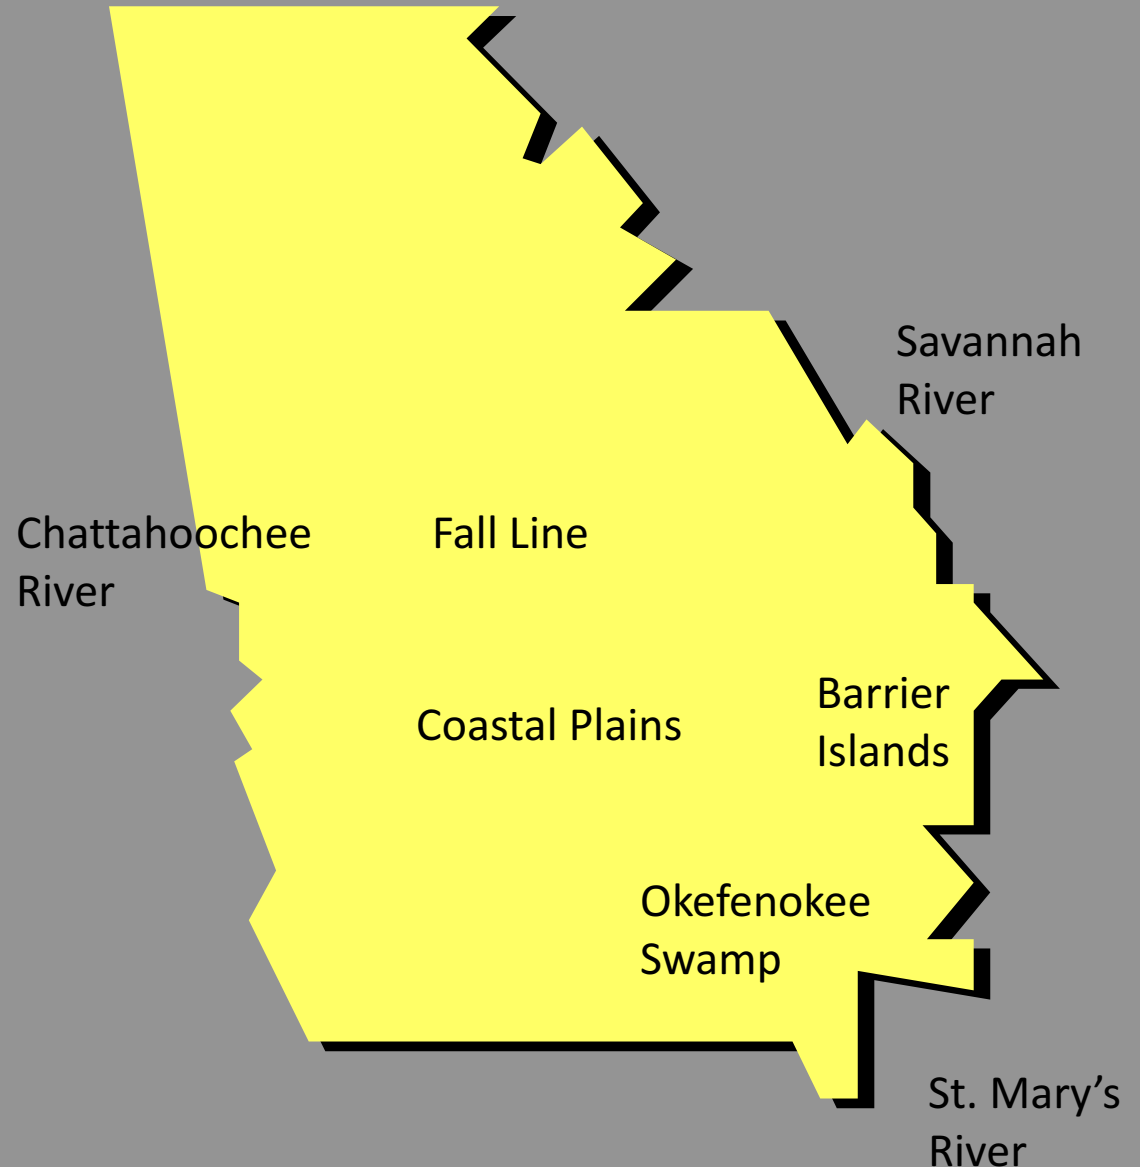 Savannah
River
Chattahoochee
River
Fall Line
Barrier
Islands
Coastal Plains
Okefenokee
Swamp
St. Mary’s
River